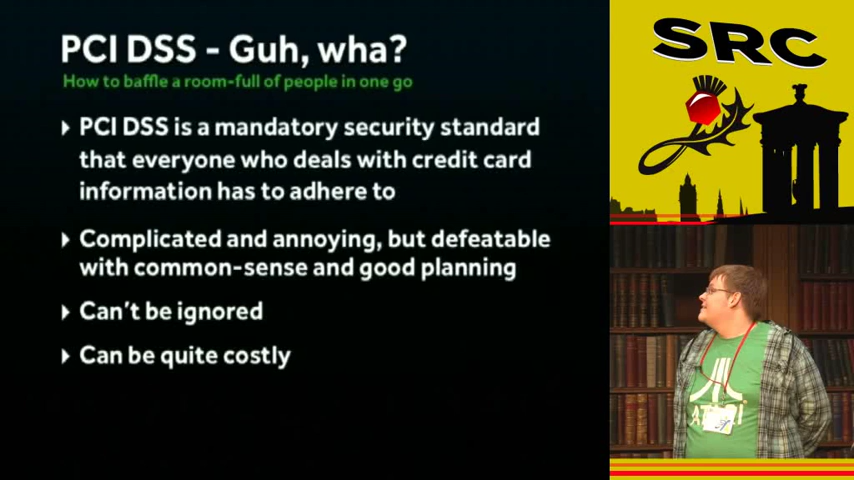 PCI DSS - Guh, wha?
How to baffle a room-full of people in one go
PCI DSS is a mandatory security standard
that everyone who deals with credit card
information has to adhere to
Complicated and annoying, but defeatable
with common-sense and good planning
Can't be ignored
Can be quite costly
SRC
ATARI